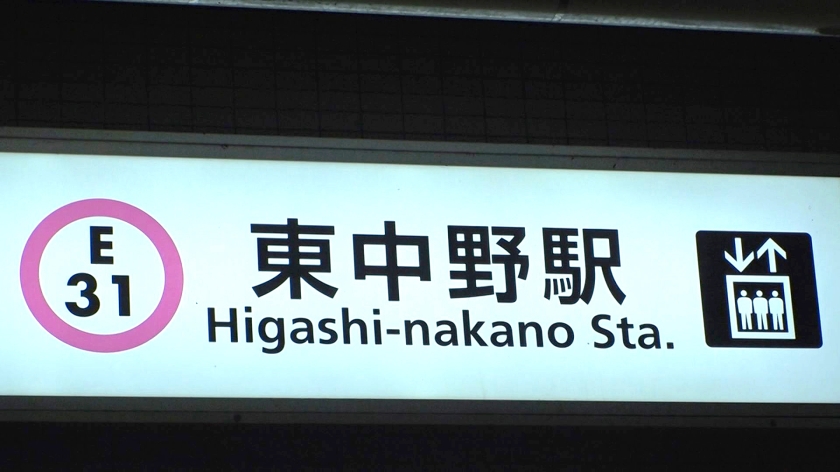 E
31
東中野駅
Higashi-nakano Sta.